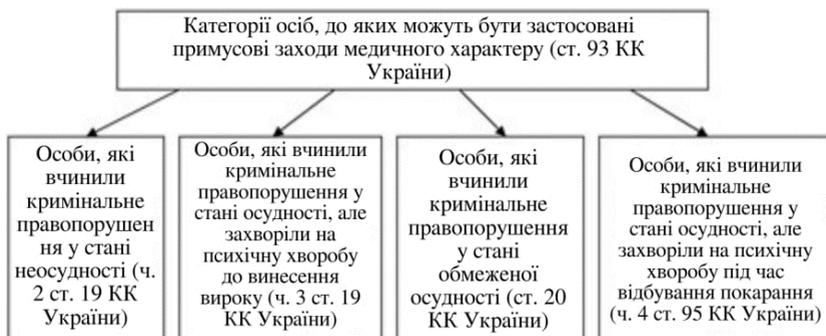 Категорії осіб, до яких можуть бути застосовані
примусові заходи медичного характеру (ст. 93 КК
України)
Особи, які
вчинили
кримінальне
правопорушен
ня у стані
неосудності (ч.
2 ст. 19 КК
України)
Особи, які вчинили
кримінальне
правопорушення у
стані осудності, але
захворіли на
психічну хворобу
до винесення
вироку (ч. 3 ст. 19
КК України)
Особи, які
вчинили
кримінальне
правопорушення
у стані
обмеженої
осудності (ст. 20
КК України)
Особи, які вчинили
кримінальне
правопорушення у
стані осудності, але
захворіли на психічну
хворобу під час
відбування покарання
(ч. 4 ст. 95 КК України)